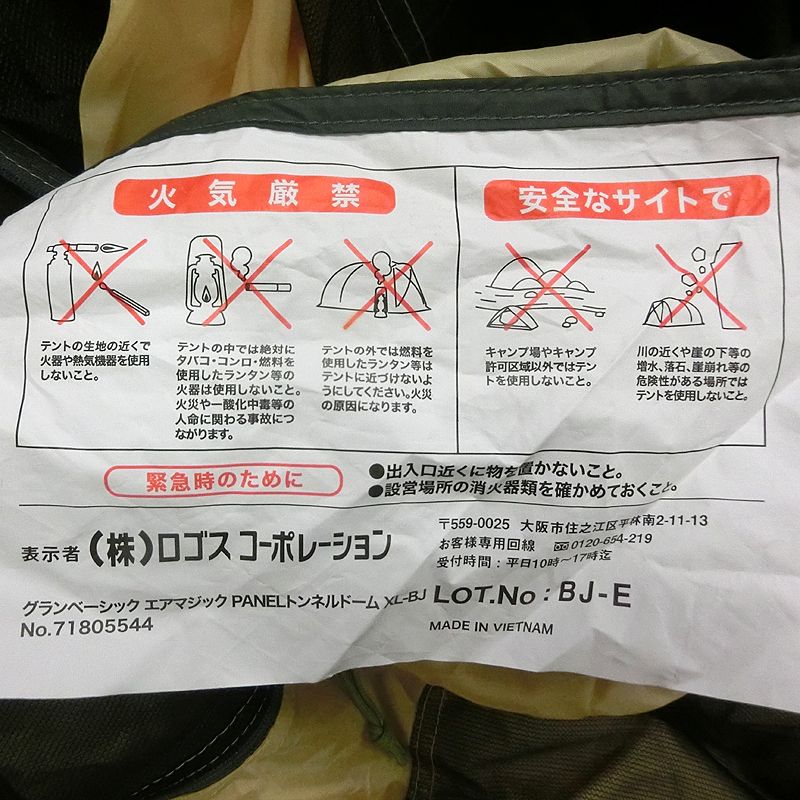 火気厳禁
安全なサイトで
テントの生地の近くで
火器や熱気機器を使用
しないこと。
テントの中では絶対に
タバコ・コンロ・燃料を
使用したランタン等の
火器は使用しないこと。
火災や一酸化中毒等の
人命に関わる事故につ
ながります。
テントの外では燃料を
使用したランタン等は
テントに近づけないよ
うにしてください。火災
の原因になります。
キャンプ場やキャンプ
許可区域以外ではテン
トを使用しないこと。
川の近くや崖の下等の
増水、落石、崖崩れ等の
危険性がある場所では
テントを使用しないこと。
緊急時のために
●出入口近くに物を置かないこと。
●設営場所の消火器類を確かめておくこと。
表示者 (株)ロゴス コーポレーション
〒559-0025 大阪市住之江区平林南2-11-13
お客様専用回線 0120-654-219
受付時間：平日10時〜17時迄
グランベーシック エアマジック PANELトンネルドーム XL-BJ
No.71805544
LOT.No : BJ-E
MADE IN VIETNAM